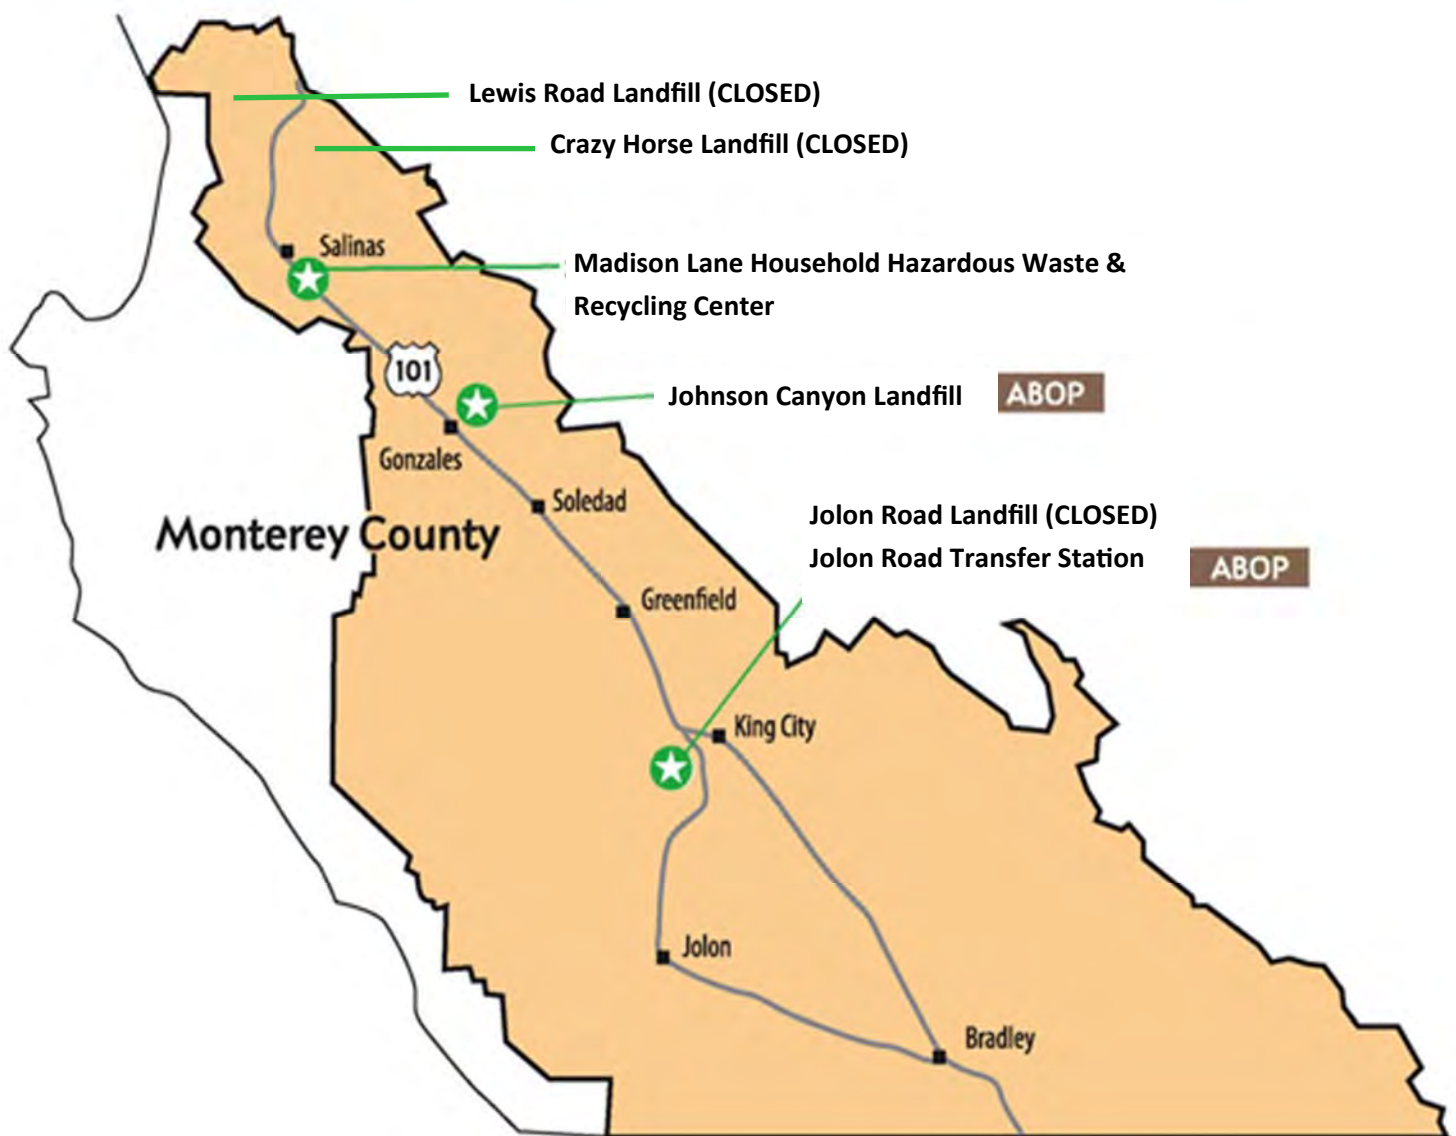 Lewis Road Landfill (CLOSED)
Crazy Horse Landfill (CLOSED)
Salinas
Madison Lane Household Hazardous Waste &
Recycling Center
101
Johnson Canyon Landfill
ABOP
Gonzales
Soledad
Monterey County
Jolon Road Landfill (CLOSED)
Jolon Road Transfer Station
ABOP
Greenfield
King City
Jolon
Bradley